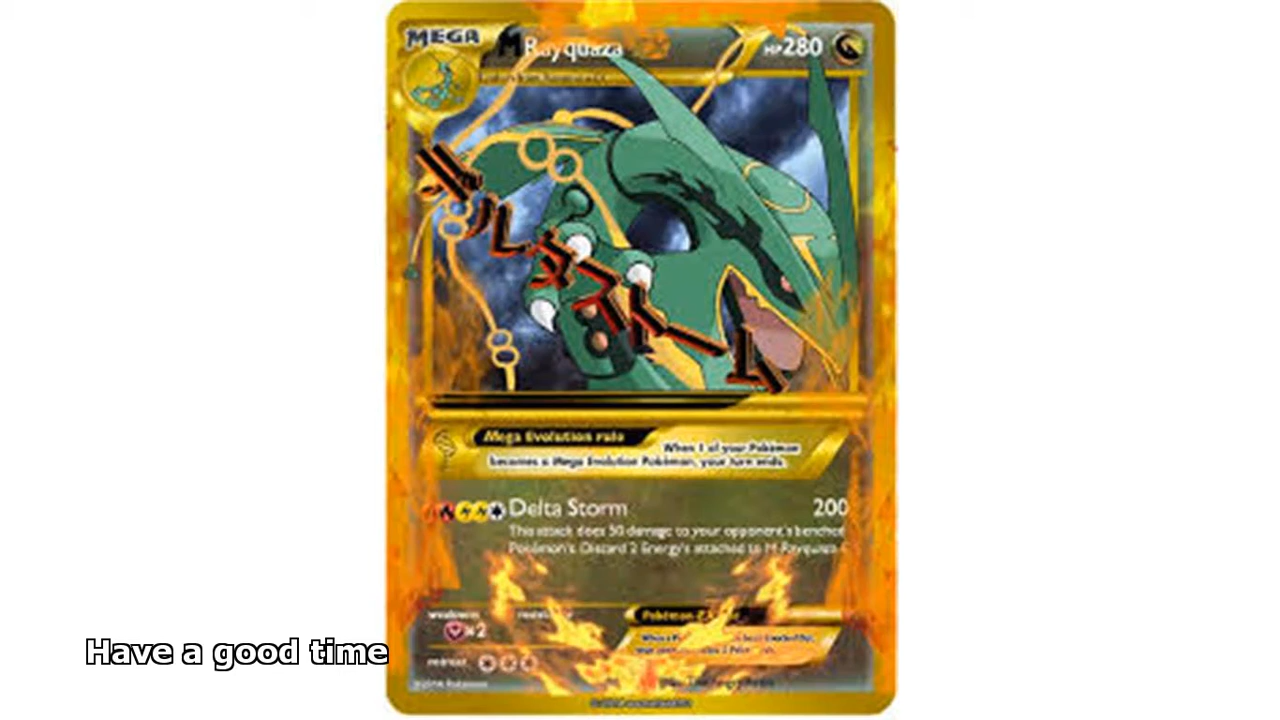 MEGA
M Rayquaza
HP280
Mega Evolution rule
When 1 of your Pokémon
becomes a Mega Evolution Pokémon, your turn ends.
Delta Storm 200
This attack does 50 damage to your opponent's benched
Pokémon's. Discard 2 Energy's attached to M Rayquaza
weakness
×2
retreat
Have a good time